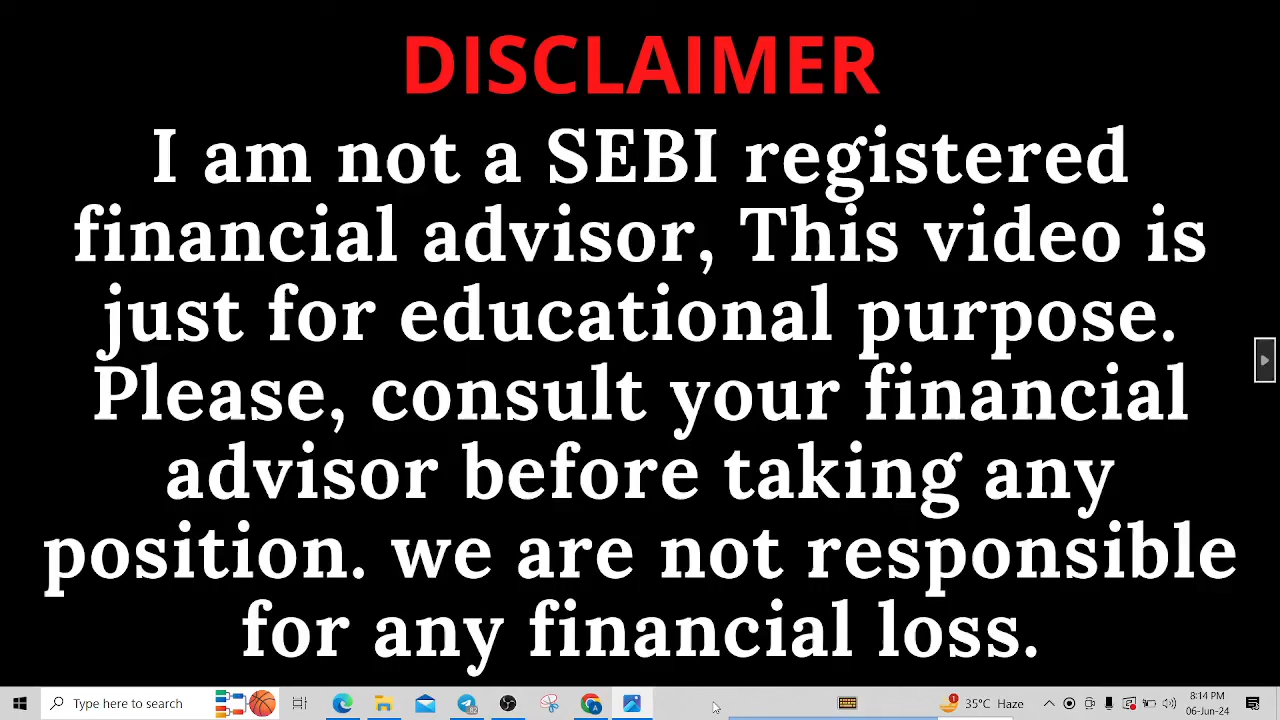 DISCLAIMER
I am not a SEBI registered
financial advisor, This video is
just for educational purpose.
Please, consult your financial
advisor before taking any
position. we are not responsible
for any financial loss.
Type here to search
1
35°C Haze
8:14 PM
06-Jun-24